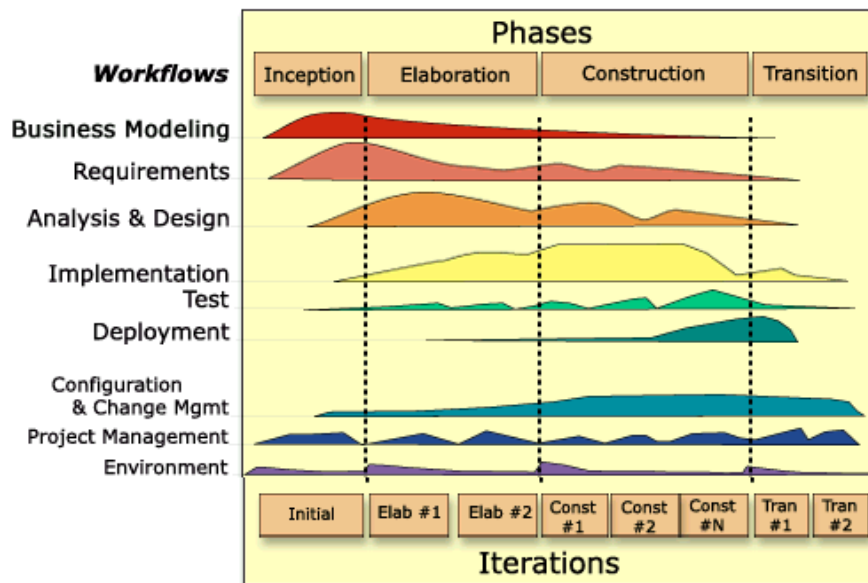 Phases
Workflows
Inception
Elaboration
Construction
Transition
Business Modeling
Requirements
Analysis & Design
Implementation
Test
Deployment
Configuration
& Change Mgmt
Project Management
Environment
Initial
Elab #1
Elab #2
Const
#1
Const
#2
Const
#N
Tran
#1
Tran
#2
Iterations